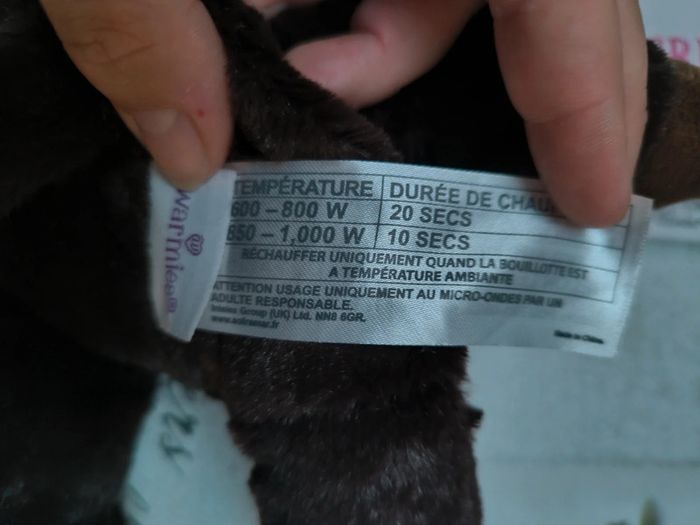 warmies®
TEMPÉRATURE DURÉE DE CHAU
600 – 800 W 20 SECS
850 – 1,000 W 10 SECS
RÉCHAUFFER UNIQUEMENT QUAND LA BOUILLOTTE EST
A TEMPÉRATURE AMBIANTE
ATTENTION USAGE UNIQUEMENT AU MICRO-ONDES PAR UN
ADULTE RESPONSABLE.
Group (UK) Ltd. NN8 6GR.
Made in China